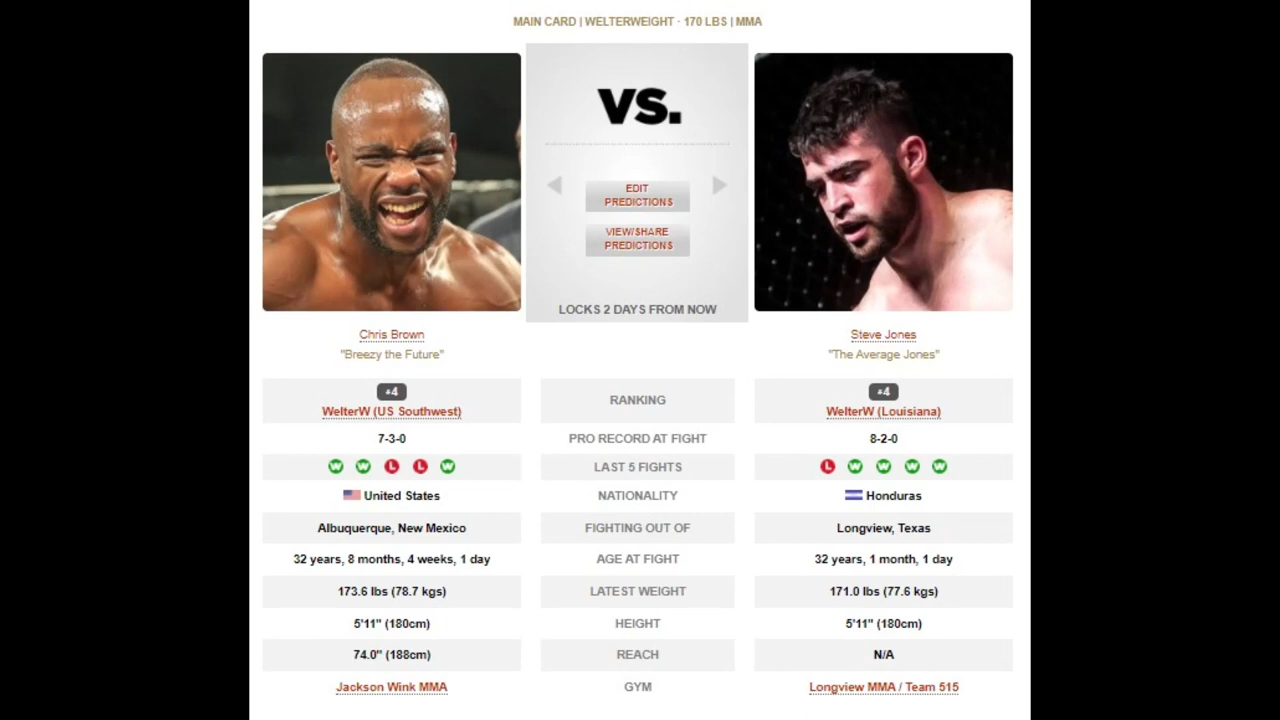 MAIN CARD | WELTERWEIGHT · 170 LBS | MMA
VS.
EDIT
PREDICTIONS
VIEW/SHARE
PREDICTIONS
LOCKS 2 DAYS FROM NOW
Chris Brown
Steve Jones
"Breezy the Future"
"The Average Jones"
#4
#4
WelterW (US Southwest)
RANKING
WelterW (Louisiana)
7-3-0
PRO RECORD AT FIGHT
8-2-0
W W L L W
LAST 5 FIGHTS
L W W W W
United States
NATIONALITY
Honduras
Albuquerque, New Mexico
FIGHTING OUT OF
Longview, Texas
32 years, 8 months, 4 weeks, 1 day
AGE AT FIGHT
32 years, 1 month, 1 day
173.6 lbs (78.7 kgs)
LATEST WEIGHT
171.0 lbs (77.6 kgs)
5'11" (180cm)
HEIGHT
5'11" (180cm)
74.0" (188cm)
REACH
N/A
Jackson Wink MMA
GYM
Longview MMA / Team 515